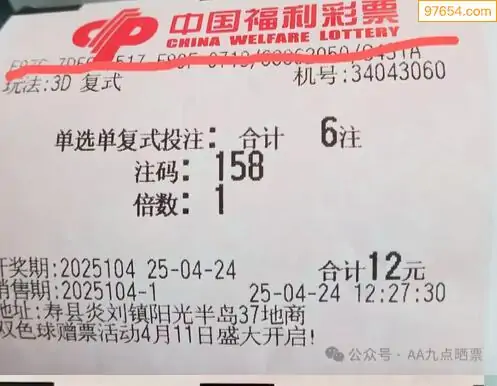 97654.com
中国福利彩票
CHINA WELFARE LOTTERY
玩法:3D 复式
机号:34043060
单选单复式投注: 合计 6注
注码: 158
倍数: 1
开奖期:2025104 25-04-24 合计12元
销售期:2025104-1 25-04-24 12:27:30
地址:寿县炎刘镇阳光半岛37地商
双色球赠票活动4月11日盛大开启!
公众号·AA九点晒票